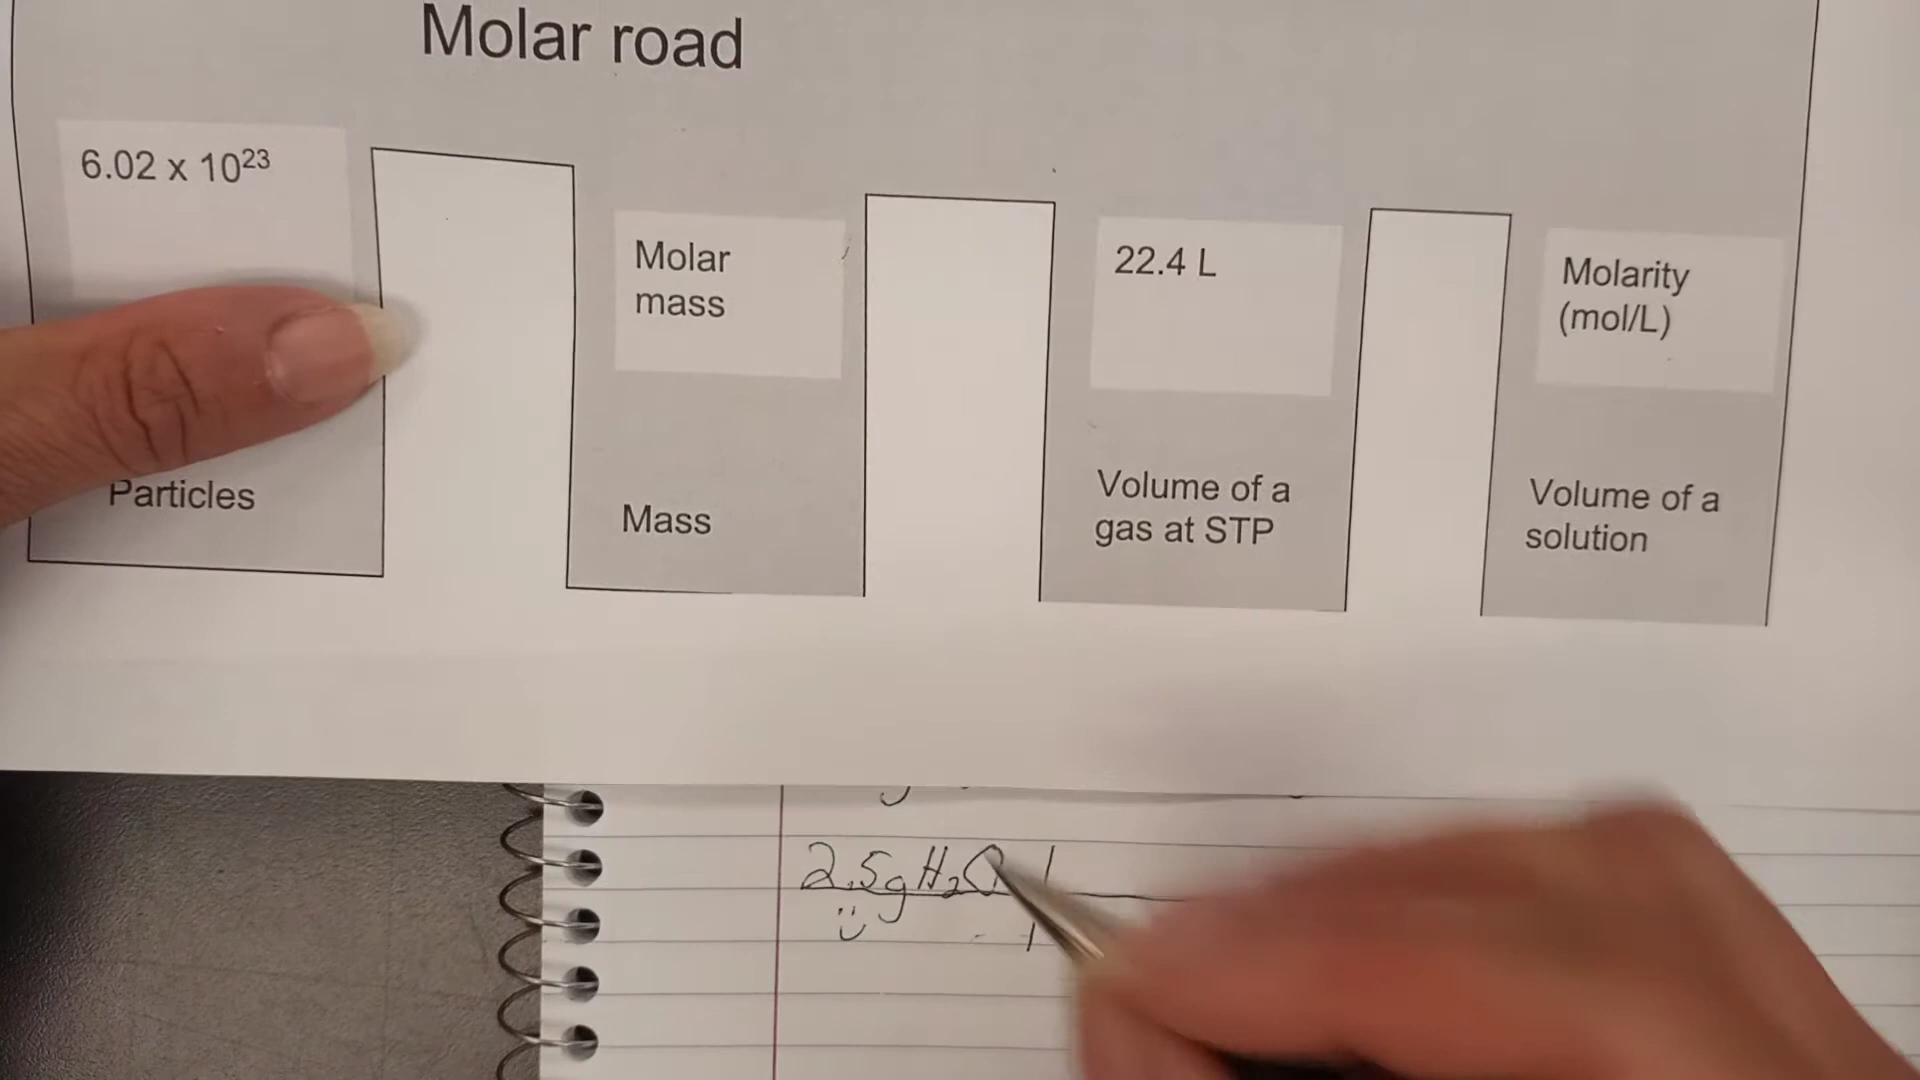 Molar road
6.02 x 10²³
Molar
mass
22.4 L
Molarity
(mol/L)
Particles
Mass
Volume of a
gas at STP
Volume of a
solution
2.5g H₂O